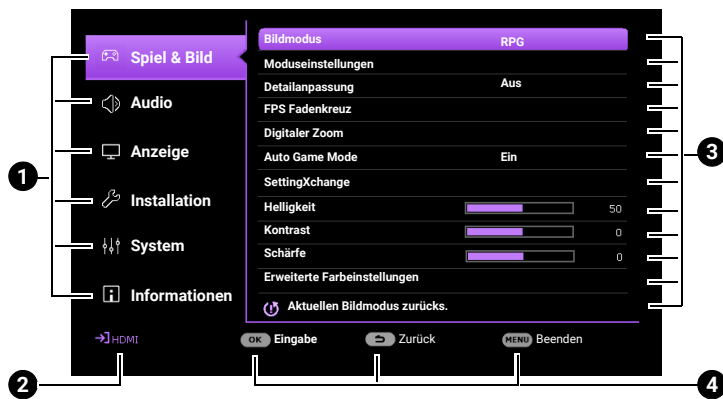 Bildmodus RPG
Spiel & Bild
Moduseinstellungen
Detailanpassung Aus
Audio
FPS Fadenkreuz
Digitaler Zoom
Anzeige
Auto Game Mode Ein
1
3
SettingXchange
Installation
Helligkeit 50
Kontrast 0
System
Schärfe 0
Erweiterte Farbeinstellungen
Informationen
Aktuellen Bildmodus zurücks.
HDMI
OK Eingabe
Zurück
MENU Beenden
2
4